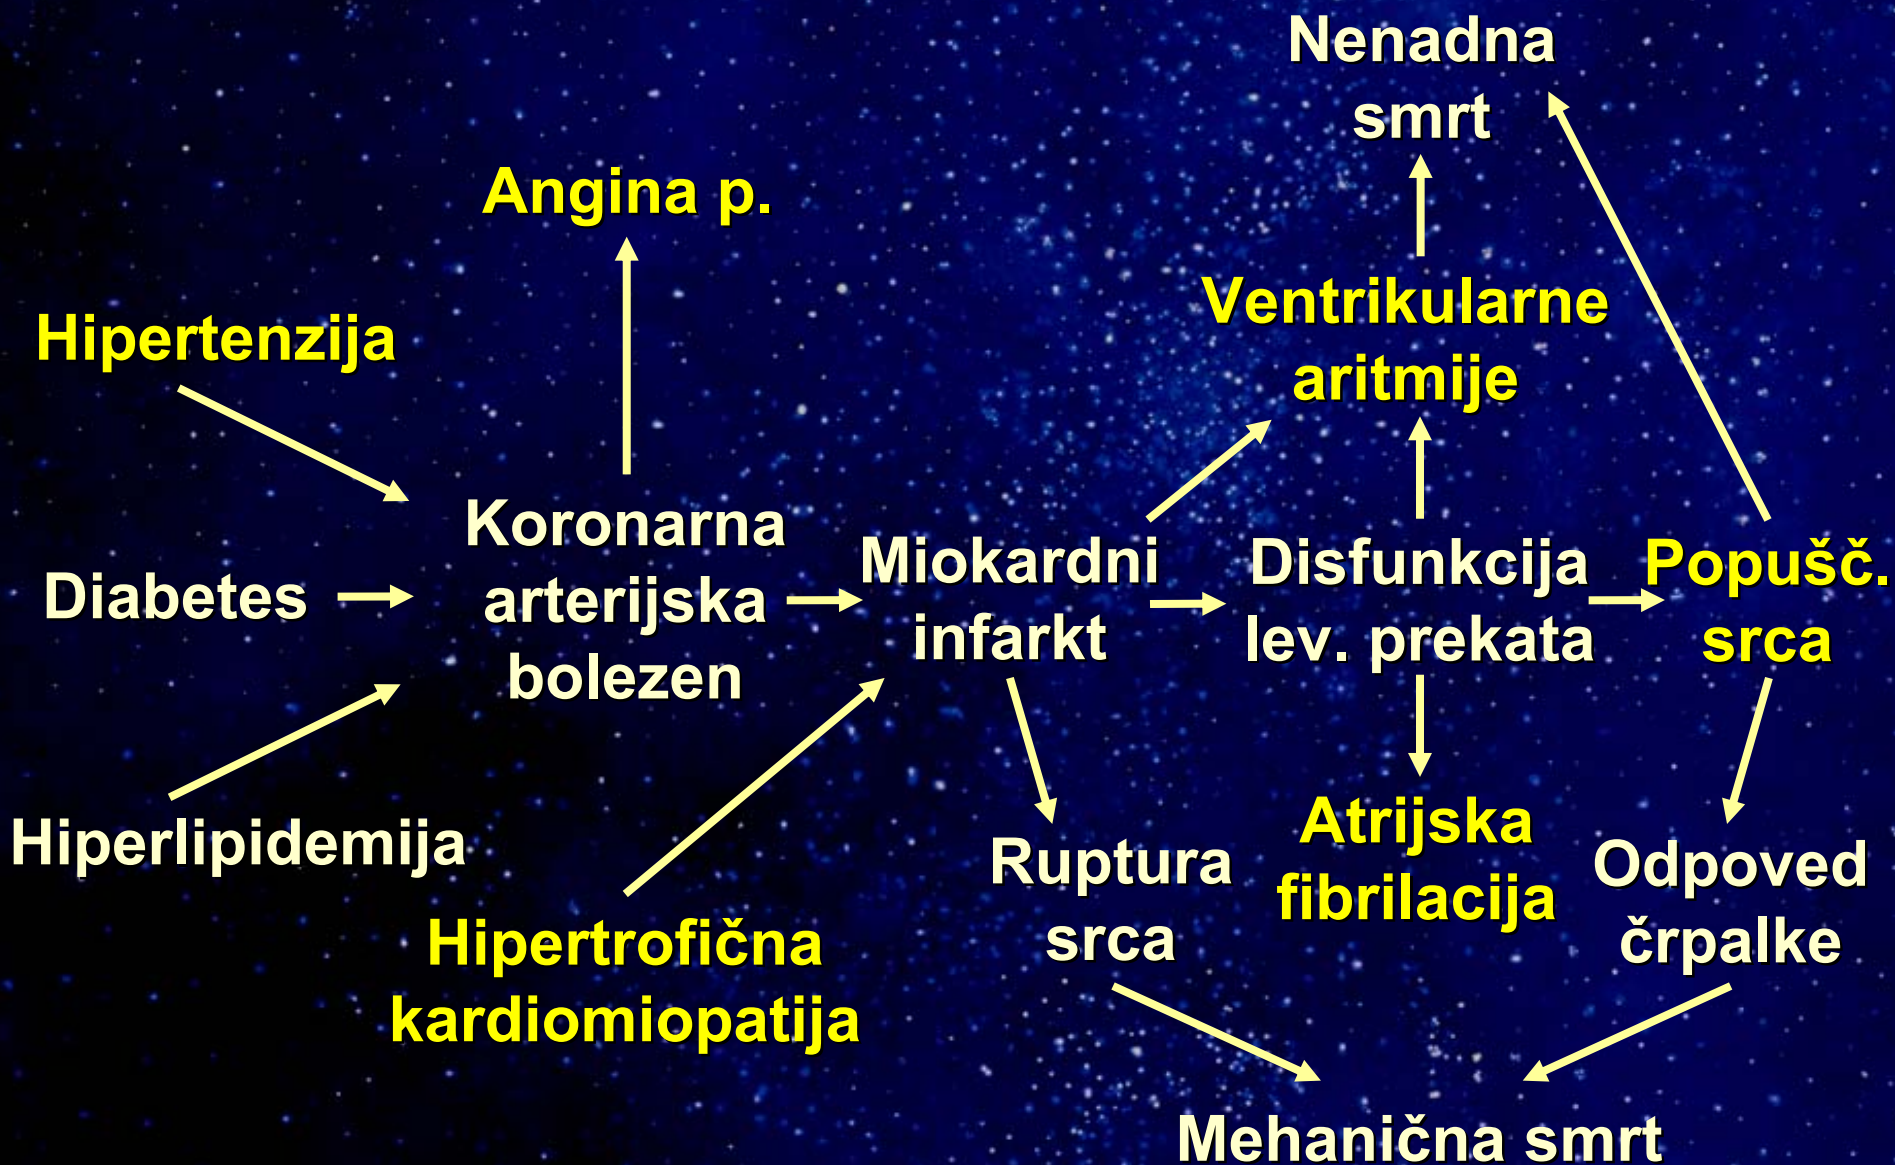 Nenadna
smrt
Angina p.
Ventrikularne
aritmije
Hipertenzija
Koronarna
arterijska
bolezen
Diabetes
Miokardni
infarkt
Disfunkcija
lev. prekata
Popušč.
srca
Hiperlipidemija
Hipertrofična
kardiomiopatija
Ruptura
srca
Atrijska
fibrilacija
Odpoved
črpalke
Mehanična smrt